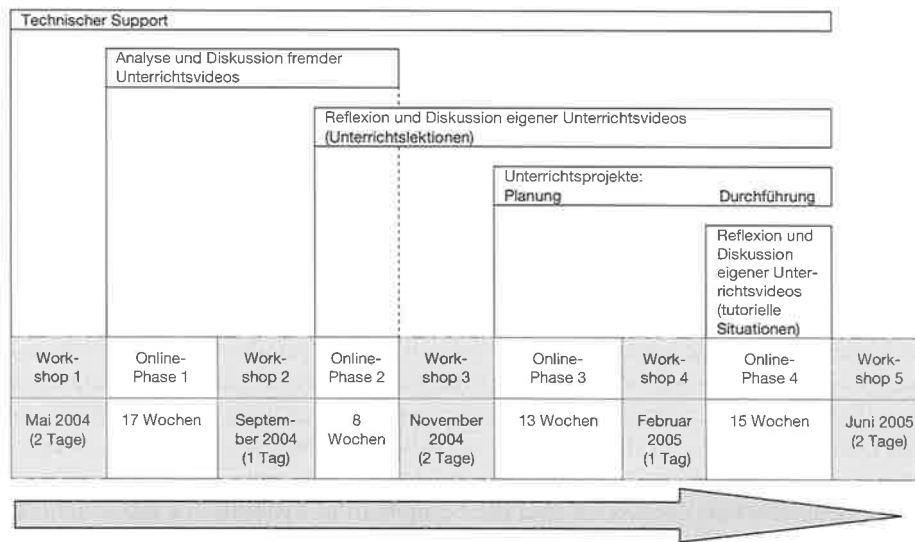 Technischer Support
Analyse und Diskussion fremder
Unterrichtsvideos
Reflexion und Diskussion eigener Unterrichtsvideos
(Unterrichtslektionen)
Unterrichtsprojekte:
Planung Durchführung
Reflexion und
Diskussion
eigener Unter-
richtsvideos
(tutorielle
Situationen)
Work-
shop 1
Online-
Phase 1
Work-
shop 2
Online-
Phase 2
Work-
shop 3
Online-
Phase 3
Work-
shop 4
Online-
Phase 4
Work-
shop 5
Mai 2004
(2 Tage)
17 Wochen
Septem-
ber 2004
(1 Tag)
8
Wochen
November
2004
(2 Tage)
13 Wochen
Februar
2005
(1 Tag)
15 Wochen
Juni 2005
(2 Tage)